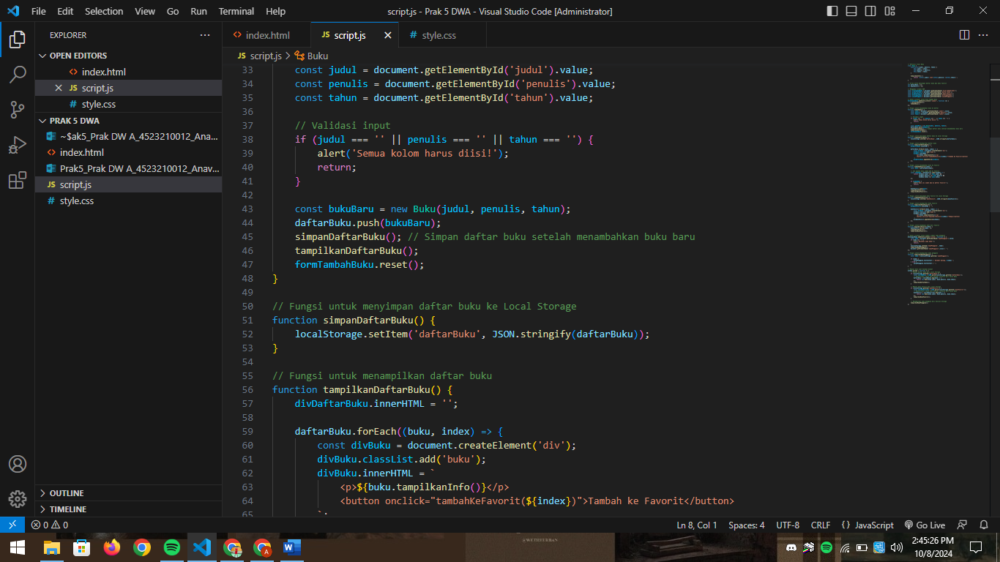 File Edit Selection View Go Run Terminal Help
script.js - Prak 5 DWA - Visual Studio Code [Administrator]
EXPLORER
OPEN EDITORS
index.html
script.js
style.css
PRAK 5 DWA
~$ak5_Prak DW A_4523210012_Ana...
index.html
Prak5_Prak DW A_4523210012_Anav...
script.js
style.css
OUTLINE
TIMELINE
index.html
JS script.js
# style.css
JS script.js > Buku
33 const judul = document.getElementById('judul').value;
34 const penulis = document.getElementById('penulis').value;
35 const tahun = document.getElementById('tahun').value;
36
37 // Validasi input
38 if (judul === '' || penulis === '' || tahun === '') {
39 alert('Semua kolom harus diisi!');
40 return;
41 }
42
43 const bukuBaru = new Buku(judul, penulis, tahun);
44 daftarBuku.push(bukuBaru);
45 simpanDaftarBuku(); // Simpan daftar buku setelah menambahkan buku baru
46 tampilkanDaftarBuku();
47 formTambahBuku.reset();
48 }
49
50 // Fungsi untuk menyimpan daftar buku ke Local Storage
51 function simpanDaftarBuku() {
52 localStorage.setItem('daftarBuku', JSON.stringify(daftarBuku));
53 }
54
55 // Fungsi untuk menampilkan daftar buku
56 function tampilkanDaftarBuku() {
57 divDaftarBuku.innerHTML = '';
58
59 daftarBuku.forEach((buku, index) => {
60 const divBuku = document.createElement('div');
61 divBuku.classList.add('buku');
62 divBuku.innerHTML = `
63 <p>${buku.tampilkanInfo()}</p>
64 <button onclick="tambahKeFavorit(${index})">Tambah ke Favorit</button>
65 `;
0 0
Ln 8, Col 1 Spaces: 4 UTF-8 CRLF { } JavaScript Go Live
2:45:26 PM
10/8/2024